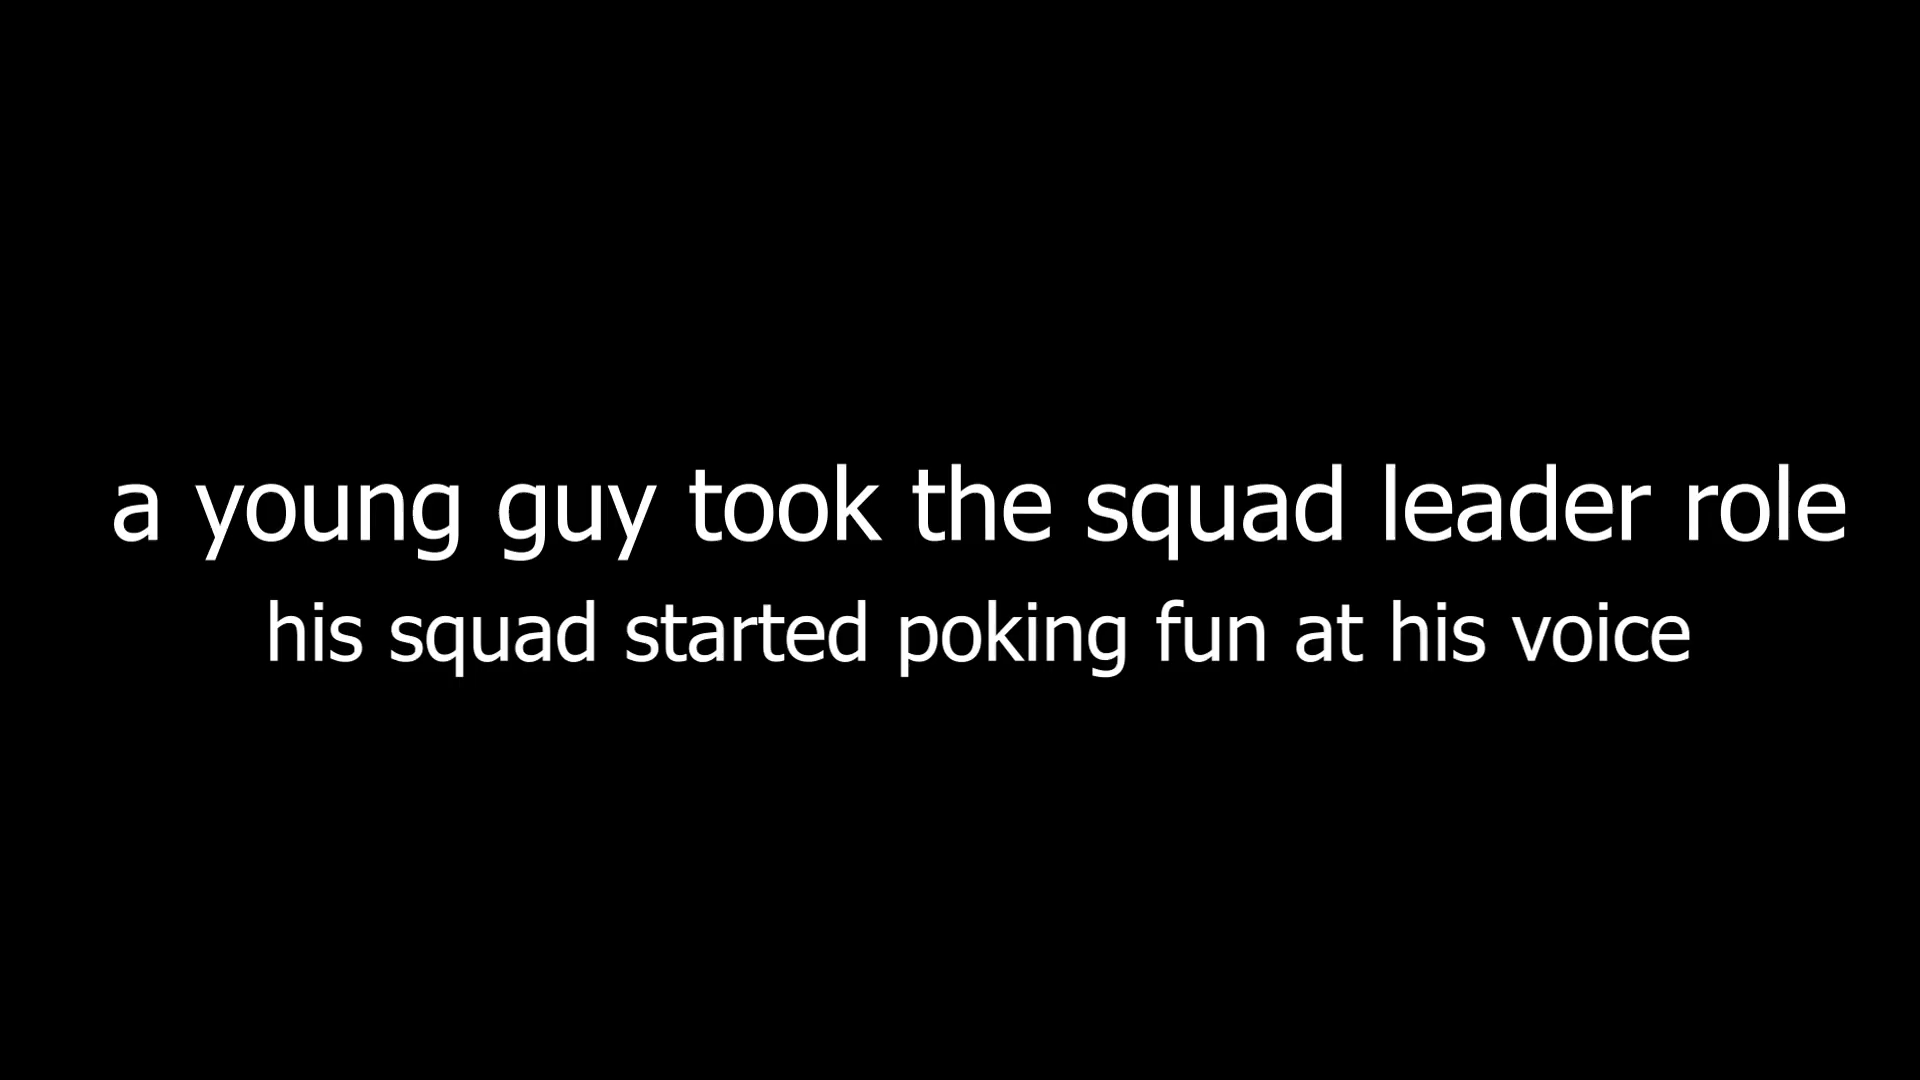 a young guy took the squad leader role
his squad started poking fun at his voice